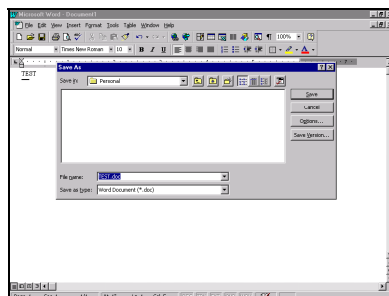 Microsoft Word - Document1
File Edit View Insert Format Tools Table Window Help
100%
Normal Times New Roman 10 B I U
TEST
Save As
Save in: Personal
Save
Cancel
Options...
Save Version...
File name: TEST.doc
Save as type: Word Document (*.doc)